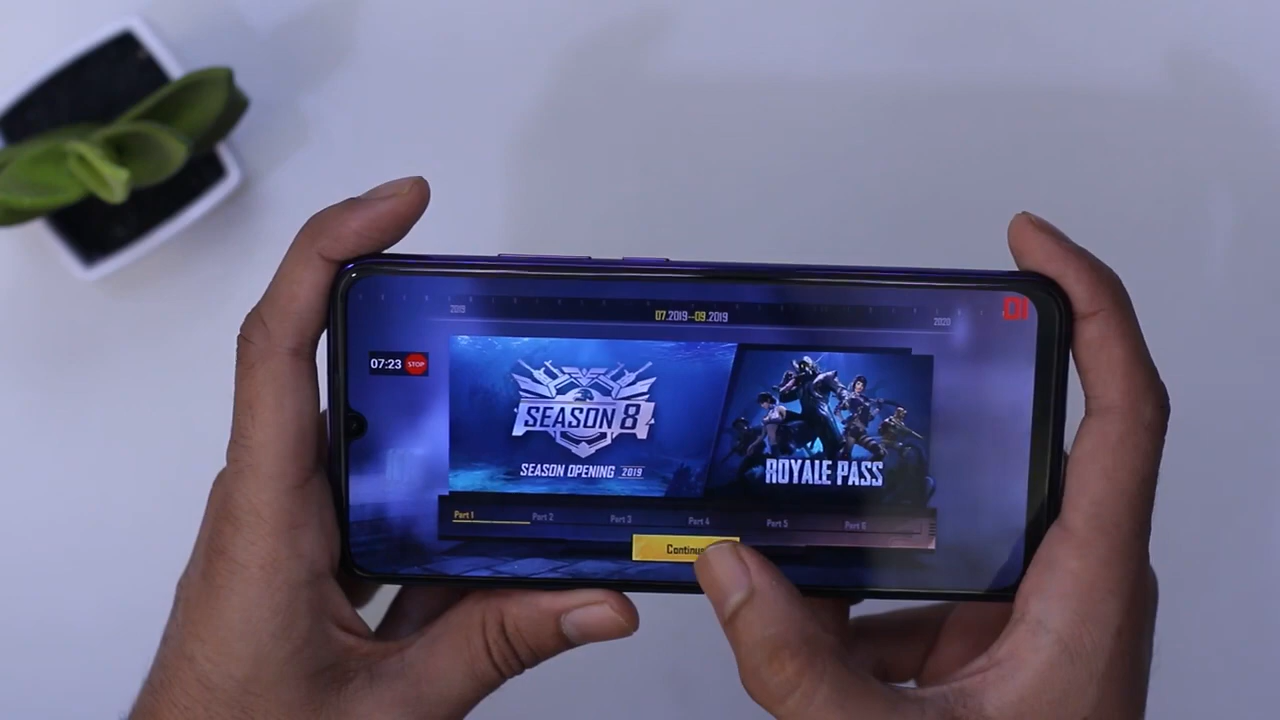 2019
07.2019--09.2019
2020
07:23 STOP
SEASON 8
SEASON OPENING 2019
ROYALE PASS
Part 1 Part 2 Part 3 Part 4 Part 5 Part 6